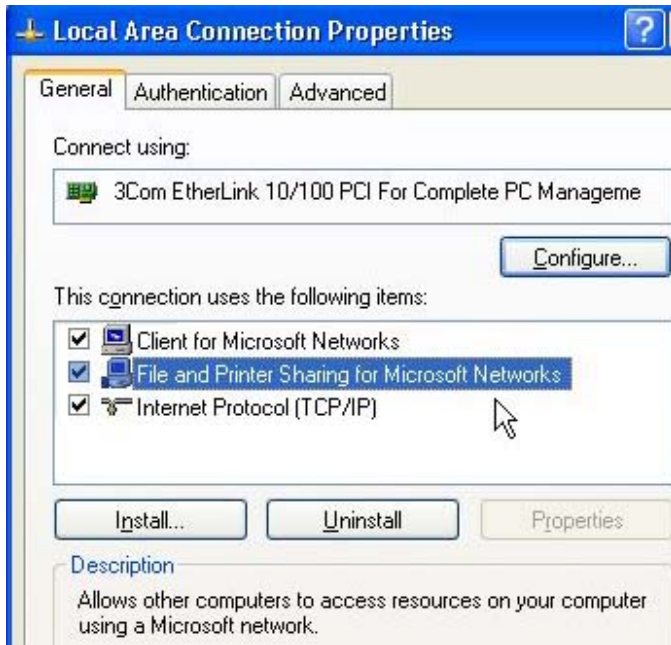 Local Area Connection Properties ?
General Authentication Advanced
Connect using:
3Com EtherLink 10/100 PCI For Complete PC Manageme
Configure...
This connection uses the following items:
Client for Microsoft Networks
File and Printer Sharing for Microsoft Networks
Internet Protocol (TCP/IP)
Install... Uninstall Properties
Description
Allows other computers to access resources on your computer
using a Microsoft network.